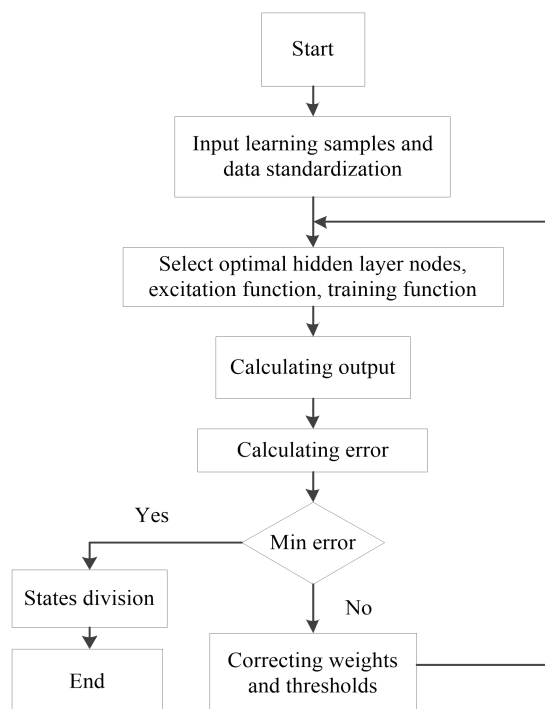 Start
Input learning samples and
data standardization
Select optimal hidden layer nodes,
excitation function, training function
Calculating output
Calculating error
Yes
Min error
States division
No
End
Correcting weights
and thresholds